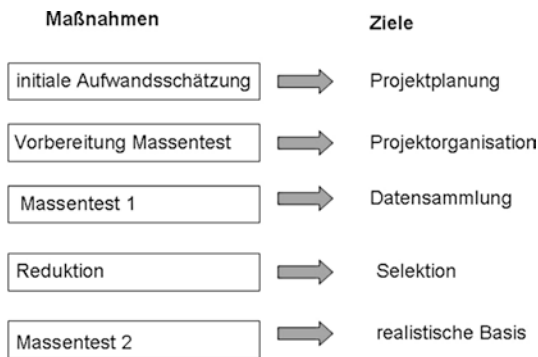 Maßnahmen Ziele
initiale Aufwandsschätzung Projektplanung
Vorbereitung Massentest Projektorganisation
Massentest 1 Datensammlung
Reduktion Selektion
Massentest 2 realistische Basis